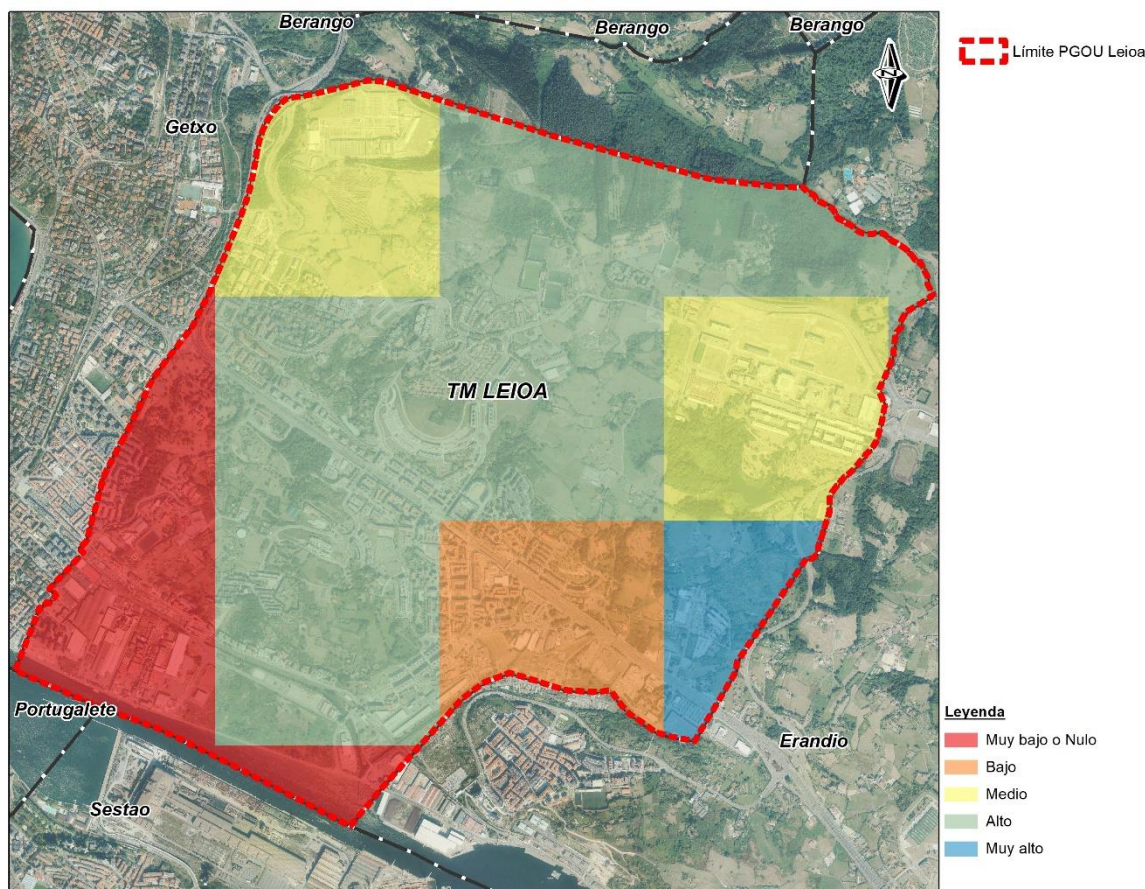 Berango
Berango
Berango
Límite PGOU Leioa
N
Getxo
TM LEIOA
Portugalete
Sestao
Erandio
Leyenda
Muy bajo o Nulo
Bajo
Medio
Alto
Muy alto